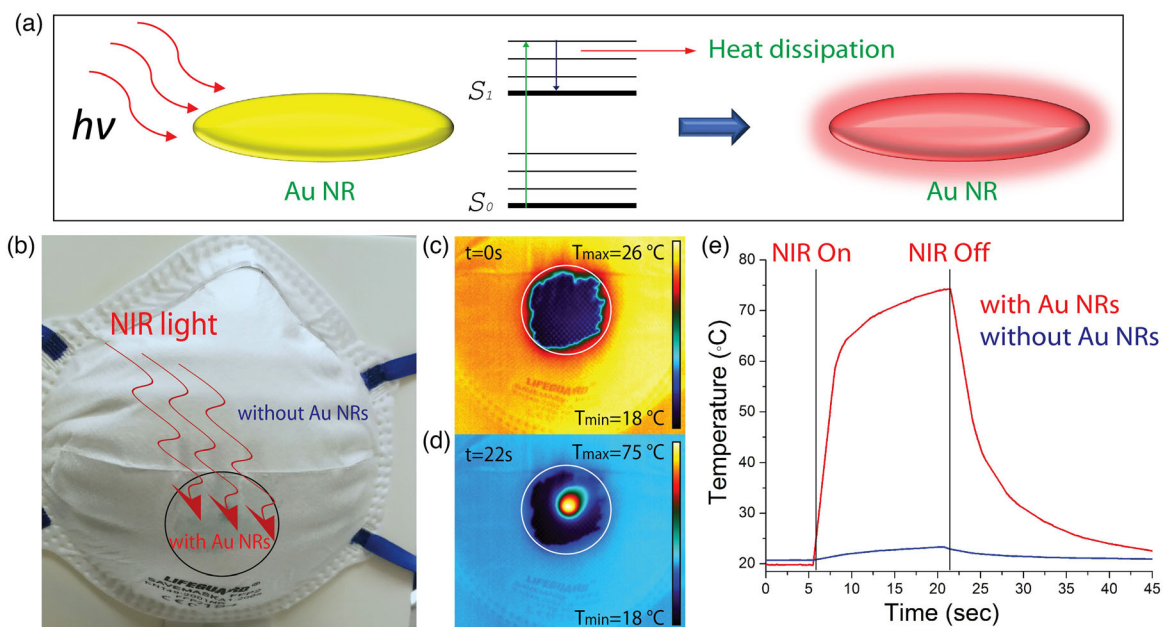 (a)
hν
Au NR
S₁
S₀
Heat dissipation
Au NR
(b)
NIR light
without Au NRs
with Au NRs
LIFEGUARD
(c)
t=0s
Tmax=26 °C
LIFEGUARD
Tmin=18 °C
(d)
t=22s
Tmax=75 °C
Tmin=18 °C
(e)
NIR On
NIR Off
with Au NRs
without Au NRs
Temperature (◦C)
80
70
60
50
40
30
20
0
5
10
15
20
25
30
35
40
45
Time (sec)